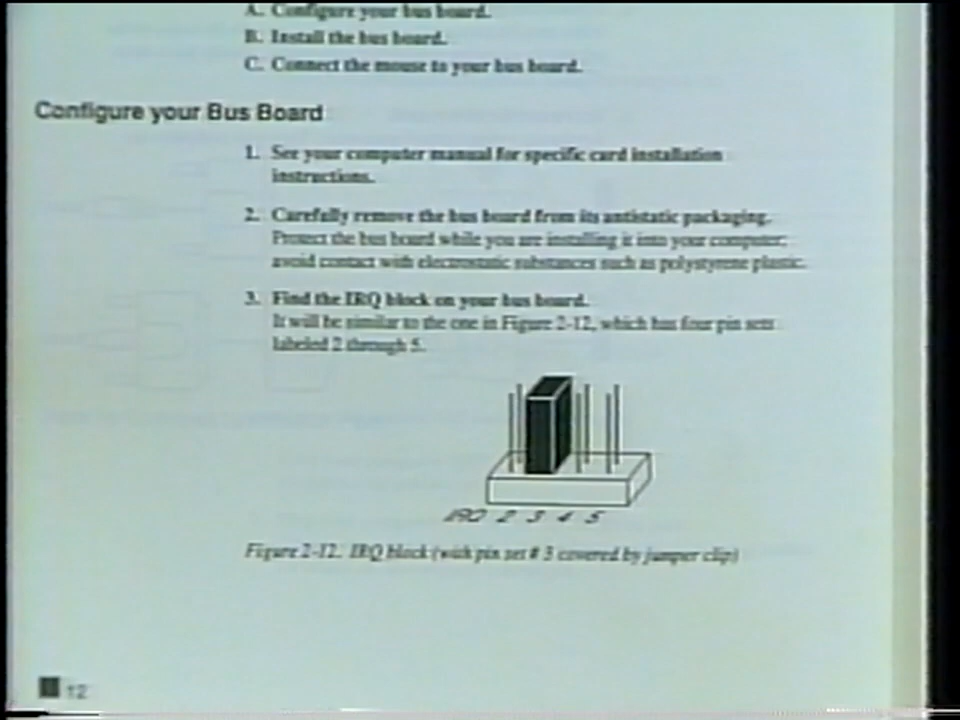 A. Configure your bus board.
B. Install the bus board.
C. Connect the mouse to your bus board.
Configure your Bus Board
1. See your computer manual for specific card installation
instructions.
2. Carefully remove the bus board from its antistatic packaging.
Protect the bus board while you are installing it into your computer;
avoid contact with electrostatic substances such as polystyrene plastic.
3. Find the IRQ block on your bus board.
It will be similar to the one in Figure 2-12, which has four pin sets
labeled 2 through 5.
IRQ 2 3 4 5
Figure 2-12. IRQ block (with pin set # 3 covered by jumper clip)
12